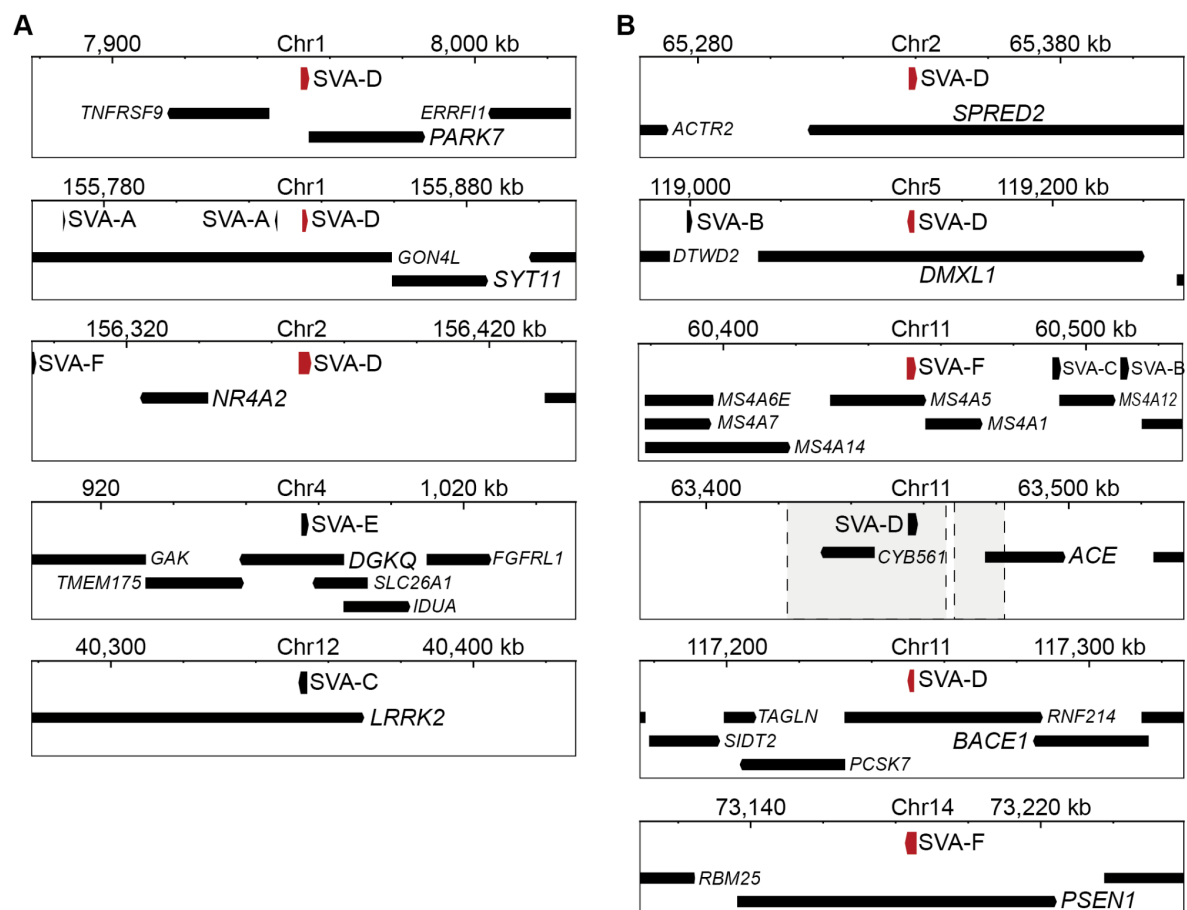 A
7,900 Chr1 8,000 kb
SVA-D
TNFRSF9 ERRFI1
PARK7
155,780 Chr1 155,880 kb
SVA-A SVA-A SVA-D
GON4L
SYT11
156,320 Chr2 156,420 kb
SVA-F SVA-D
NR4A2
920 Chr4 1,020 kb
SVA-E
GAK DGKQ FGFRL1
TMEM175 SLC26A1
IDUA
40,300 Chr12 40,400 kb
SVA-C
LRRK2
B
65,280 Chr2 65,380 kb
SVA-D
SPRED2
ACTR2
119,000 Chr5 119,200 kb
SVA-B SVA-D
DTWD2
DMXL1
60,400 Chr11 60,500 kb
SVA-F SVA-C SVA-B
MS4A6E MS4A5 MS4A12
MS4A7 MS4A1
MS4A14
63,400 Chr11 63,500 kb
SVA-D
CYB561 ACE
117,200 Chr11 117,300 kb
SVA-D
TAGLN RNF214
SIDT2 BACE1
PCSK7
73,140 Chr14 73,220 kb
SVA-F
RBM25
PSEN1